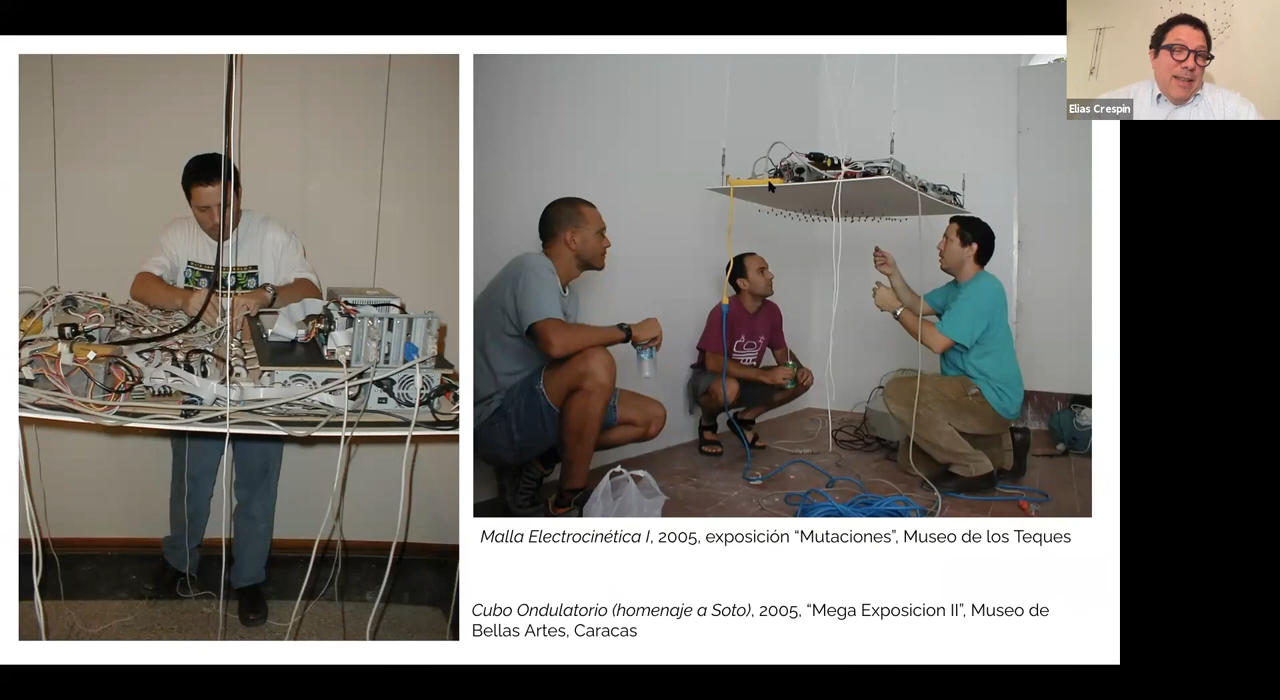 Elias Crespin
Malla Electrocinética I, 2005, exposición “Mutaciones”, Museo de los Teques
Cubo Ondulatorio (homenaje a Soto), 2005, “Mega Exposicion II”, Museo de
Bellas Artes, Caracas